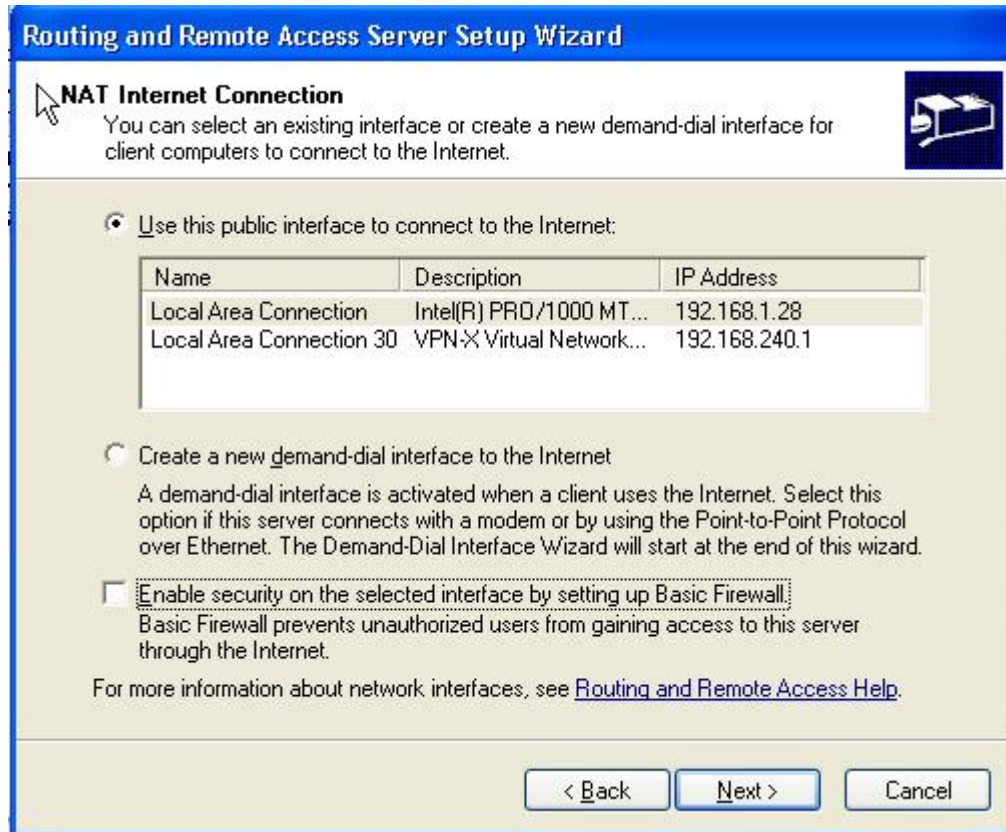 Routing and Remote Access Server Setup Wizard
NAT Internet Connection
You can select an existing interface or create a new demand-dial interface for
client computers to connect to the Internet.
Use this public interface to connect to the Internet:
Name Description IP Address
Local Area Connection Intel(R) PRO/1000 MT... 192.168.1.28
Local Area Connection 30 VPN-X Virtual Network... 192.168.240.1
Create a new demand-dial interface to the Internet
A demand-dial interface is activated when a client uses the Internet. Select this
option if this server connects with a modem or by using the Point-to-Point Protocol
over Ethernet. The Demand-Dial Interface Wizard will start at the end of this wizard.
Enable security on the selected interface by setting up Basic Firewall.
Basic Firewall prevents unauthorized users from gaining access to this server
through the Internet.
For more information about network interfaces, see Routing and Remote Access Help.
< Back Next > Cancel